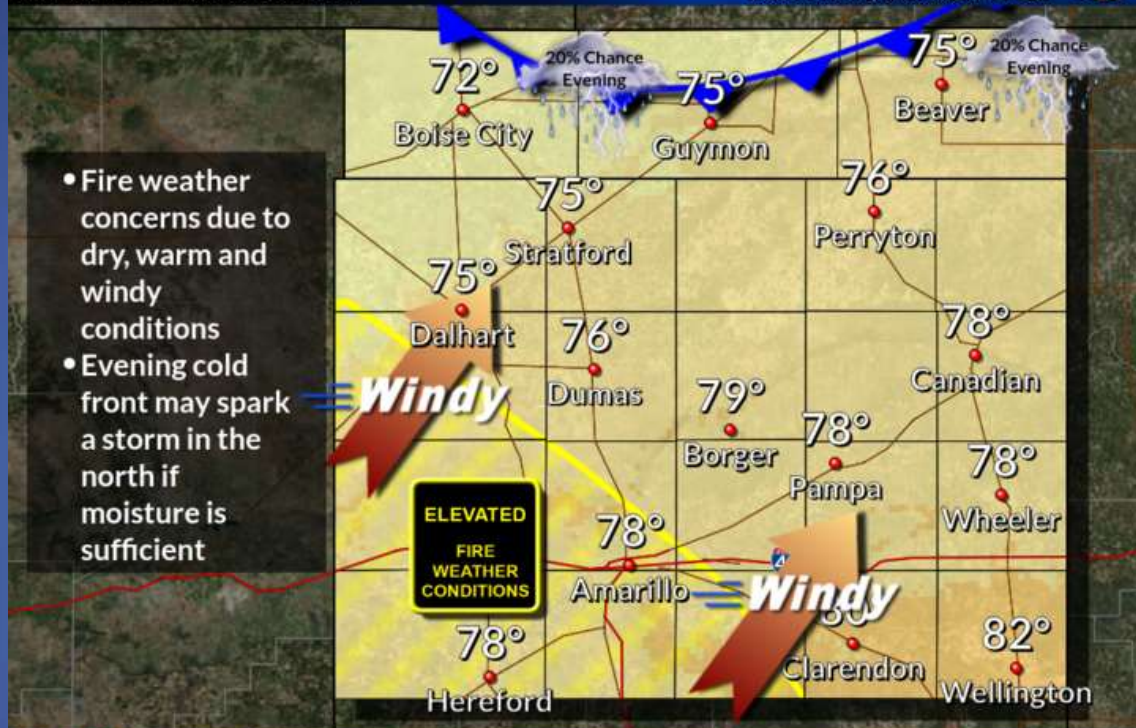 20% Chance
Evening
20% Chance
Evening
72°
Boise City
75°
Guymon
75°
Beaver
• Fire weather
concerns due to
dry, warm and
windy
conditions
• Evening cold
front may spark
a storm in the
north if
moisture is
sufficient
75°
Stratford
76°
Perryton
75°
Dalhart
76°
Dumas
78°
Canadian
Windy
79°
Borger
78°
Pampa
78°
Wheeler
ELEVATED
FIRE
WEATHER
CONDITIONS
78°
Amarillo
Windy
Clarendon
78°
Hereford
82°
Wellington